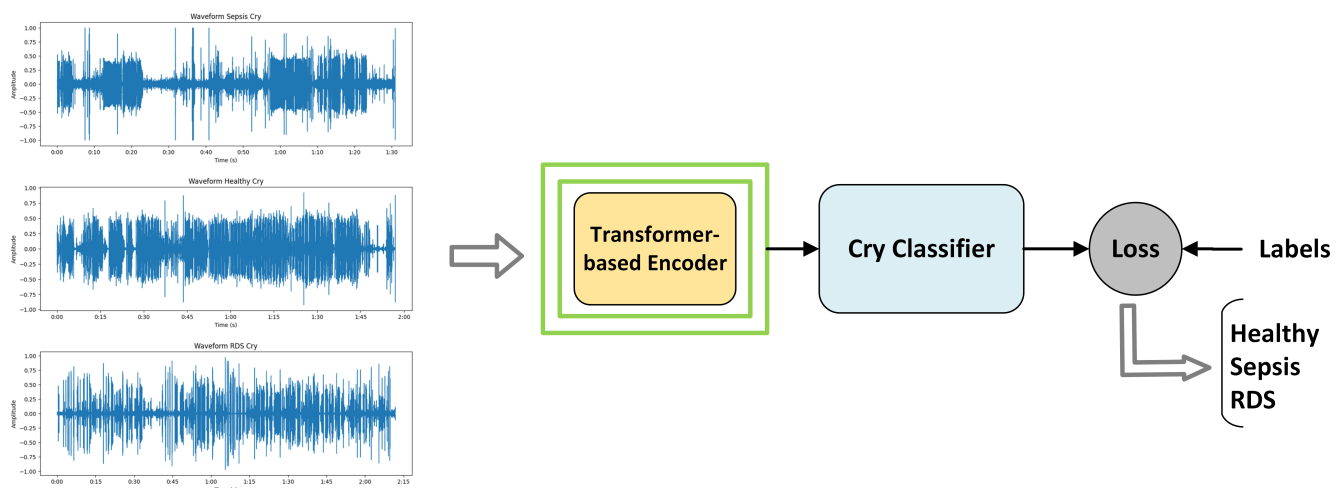 Waveform Sepsis Cry
1.00
0.75
0.50
0.25
0.00
−0.25
−0.50
−0.75
−1.00
Amplitude
0:00 0:10 0:20 0:30 0:40 0:50 1:00 1:10 1:20 1:30
Time (s)
Waveform Healthy Cry
1.00
0.75
0.50
0.25
0.00
−0.25
−0.50
−0.75
−1.00
Amplitude
0:00 0:15 0:30 0:45 1:00 1:15 1:30 1:45 2:00
Time (s)
Waveform RDS Cry
1.00
0.75
0.50
0.25
0.00
−0.25
−0.50
−0.75
−1.00
Amplitude
0:00 0:15 0:30 0:45 1:00 1:15 1:30 1:45 2:00 2:15
Transformer-
based Encoder
Cry Classifier
Loss
Labels
Healthy
Sepsis
RDS